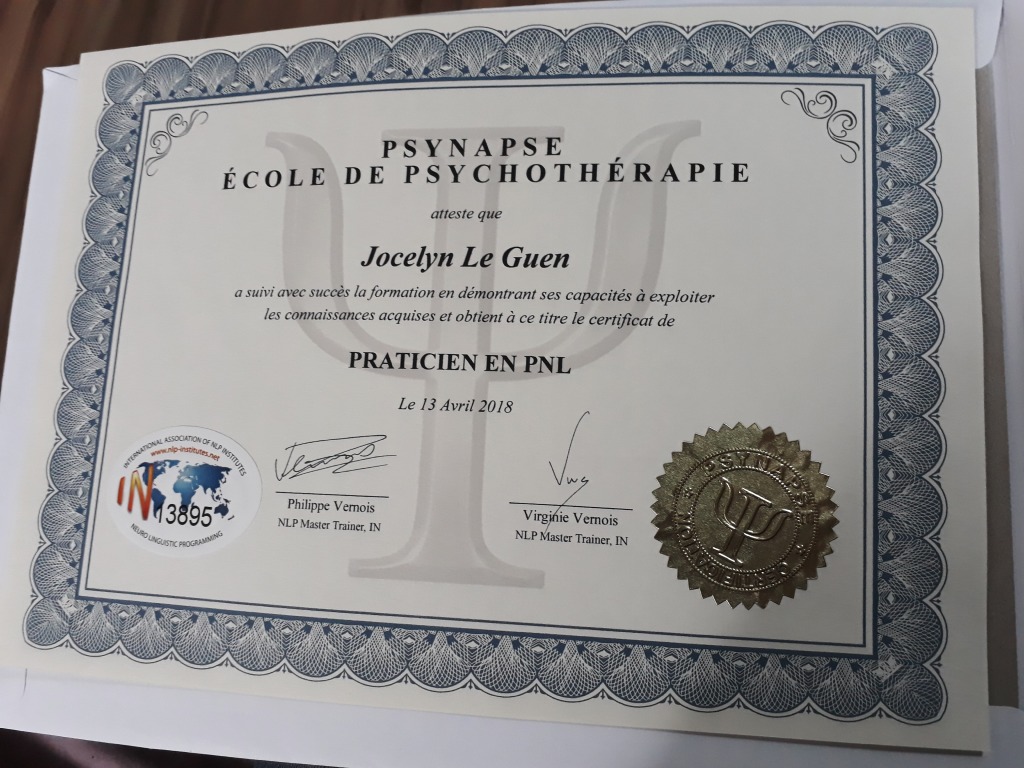 PSYNAPSE
ÉCOLE DE PSYCHOTHÉRAPIE
atteste que
Jocelyn Le Guen
a suivi avec succès la formation en démontrant ses capacités à exploiter
les connaissances acquises et obtient à ce titre le certificat de
PRATICIEN EN PNL
Le 13 Avril 2018
INTERNATIONAL ASSOCIATION OF NLP INSTITUTES
www.nlp-institutes.net
IN
13895
NEURO LINGUISTIC PROGRAMMING
Philippe Vernois
NLP Master Trainer, IN
Virginie Vernois
NLP Master Trainer, IN
PSYNAPSE
CERTIFICATION